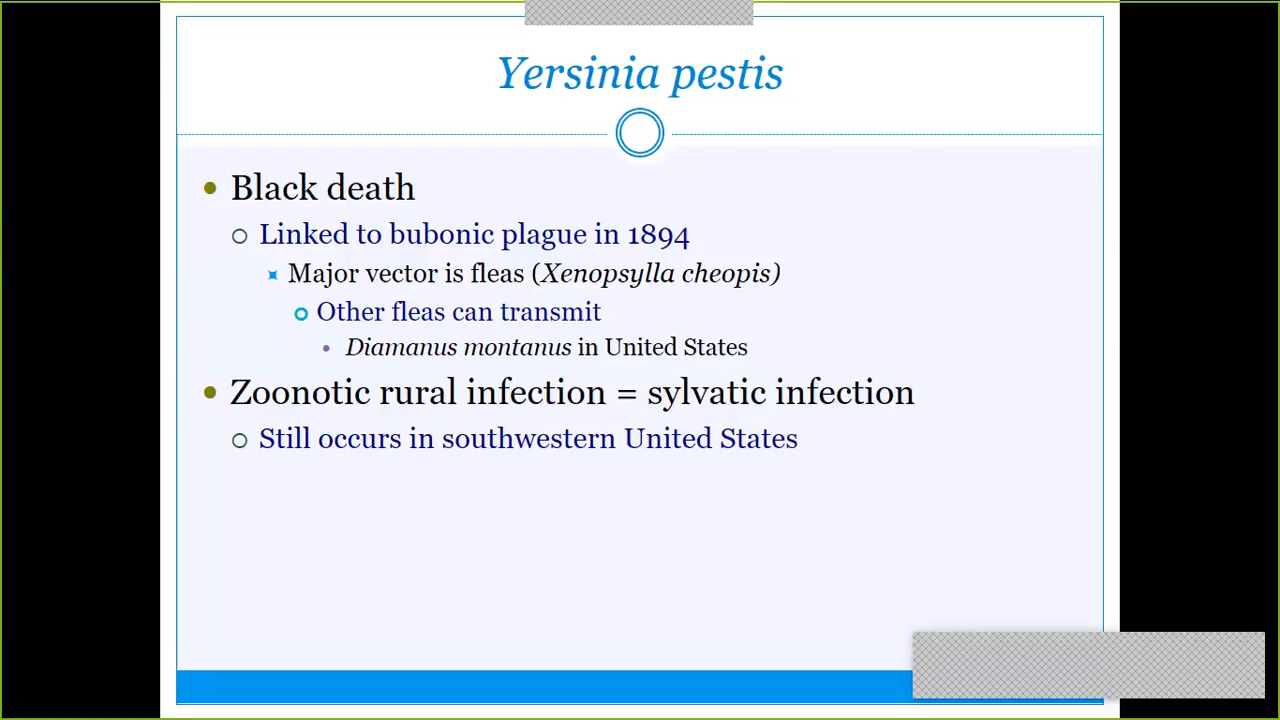 Yersinia pestis
Black death
Linked to bubonic plague in 1894
Major vector is fleas (Xenopsylla cheopis)
Other fleas can transmit
Diamanus montanus in United States
Zoonotic rural infection = sylvatic infection
Still occurs in southwestern United States